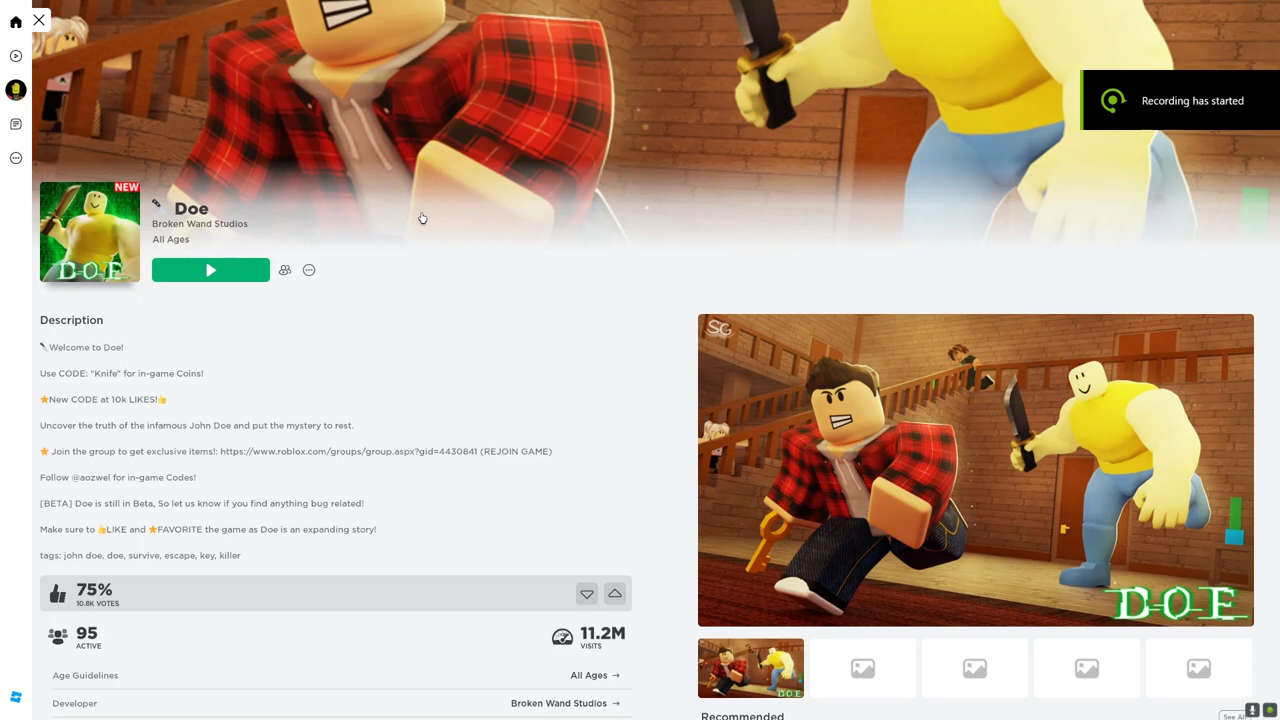 Recording has started
NEW
D-O-E
Doe
Broken Wand Studios
All Ages
Description
Welcome to Doe!
Use CODE: "Knife" for in-game Coins!
New CODE at 10k LIKES!
Uncover the truth of the infamous John Doe and put the mystery to rest.
Join the group to get exclusive items!: https://www.roblox.com/groups/group.aspx?gid=4430841 (REJOIN GAME)
Follow @aozwel for in-game Codes!
[BETA] Doe is still in Beta, So let us know if you find anything bug related!
Make sure to LIKE and FAVORITE the game as Doe is an expanding story!
tags: john doe, doe, survive, escape, key, killer
75%
10.8K VOTES
95
ACTIVE
11.2M
VISITS
Age Guidelines All Ages →
Developer Broken Wand Studios →
SG
D-O-E
DOE
Recommended
See All